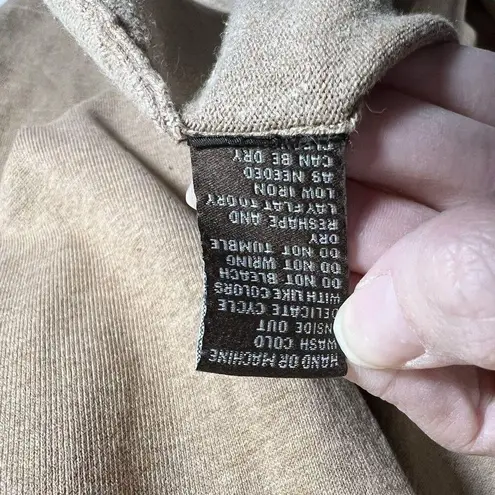 HAND OR MACHINE
WASH COLD
INSIDE OUT
DELICATE CYCLE
WITH LIKE COLORS
DO NOT BLEACH
DO NOT WRING
DO NOT TUMBLE
DRY
RESHAPE AND
LAY FLAT TO DRY
LOW IRON
AS NEEDED
CAN BE DRY